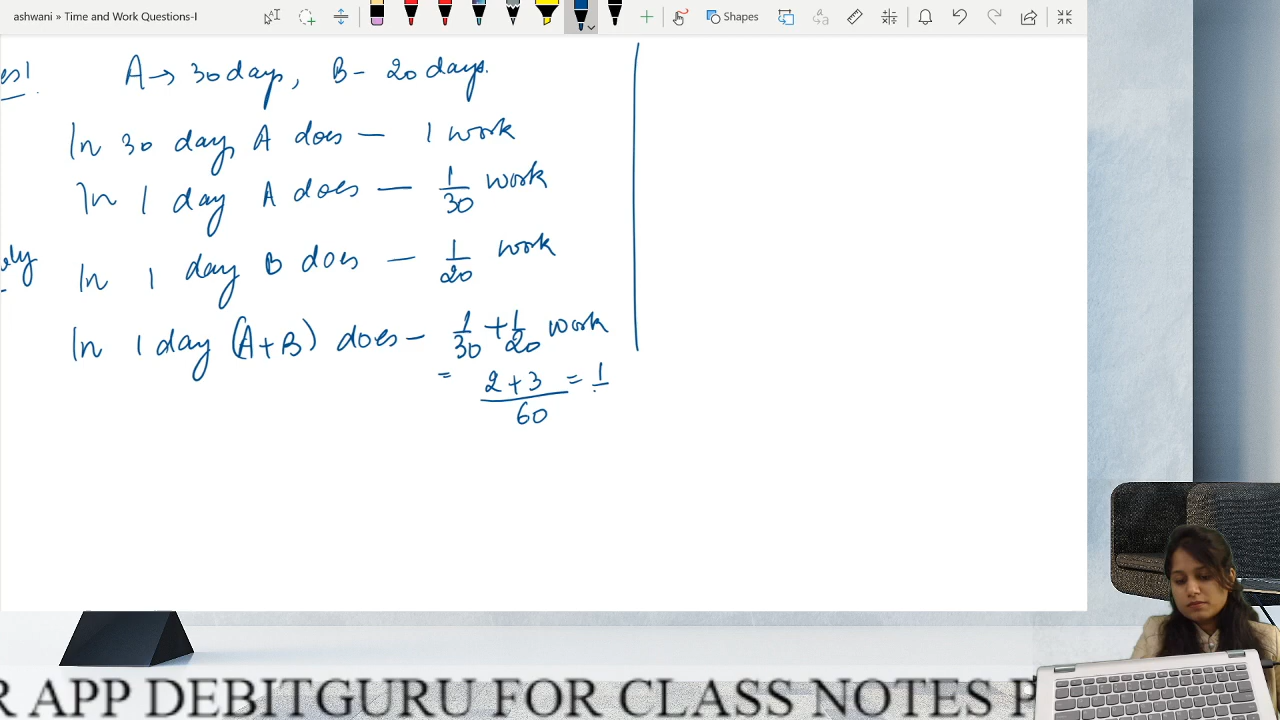 ashwani » Time and Work Questions-I
Shapes
es!
A → 30 days, B - 20 days.
In 30 day, A does — 1 work
In 1 day A does — 1/30 work
ely
In 1 day B does — 1/20 work
In 1 day (A+B) does - 1/30 + 1/20 work
= 2+3/60 = 1/
R APP DEBITGURU FOR CLASS NOTES P